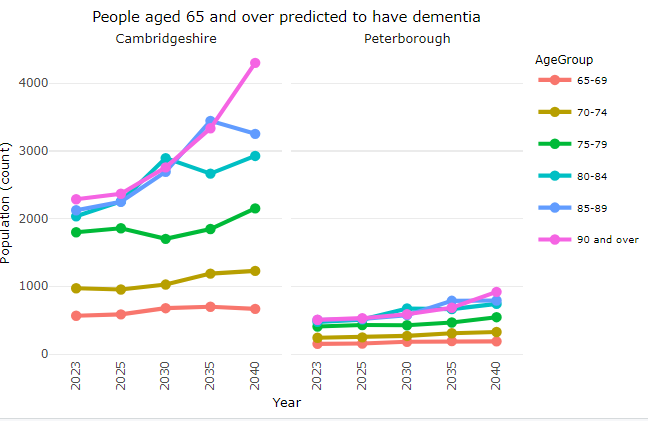 People aged 65 and over predicted to have dementia
Cambridgeshire
Peterborough
AgeGroup
65-69
70-74
75-79
80-84
85-89
90 and over
Population (count)
4000
3000
2000
1000
0
2023
2025
2030
2035
2040
2023
2025
2030
2035
2040
Year